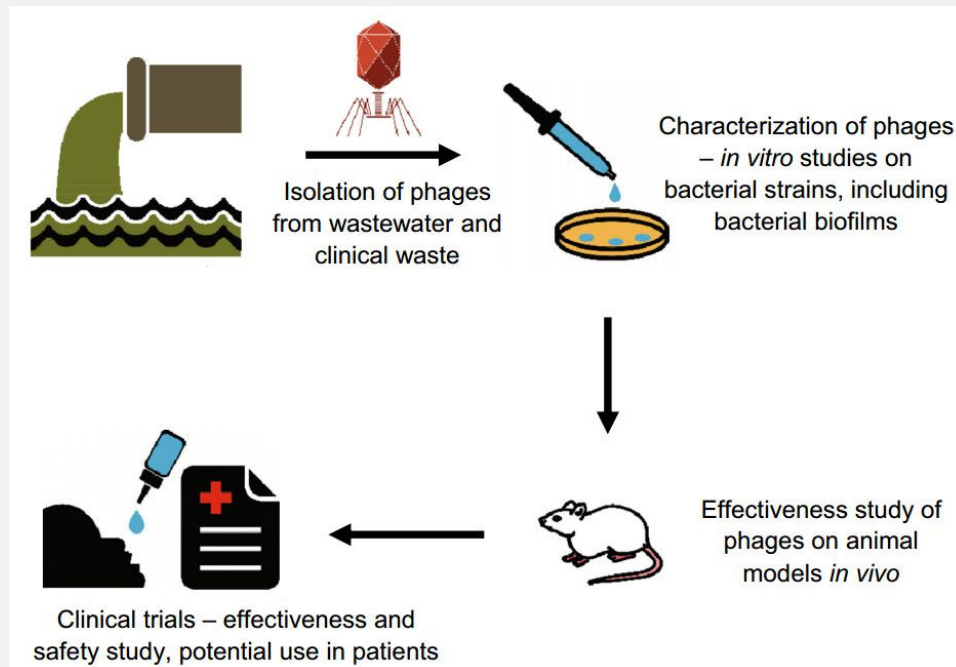 Isolation of phages
from wastewater and
clinical waste
Characterization of phages
– in vitro studies on
bacterial strains, including
bacterial biofilms
Effectiveness study of
phages on animal
models in vivo
Clinical trials – effectiveness and
safety study, potential use in patients